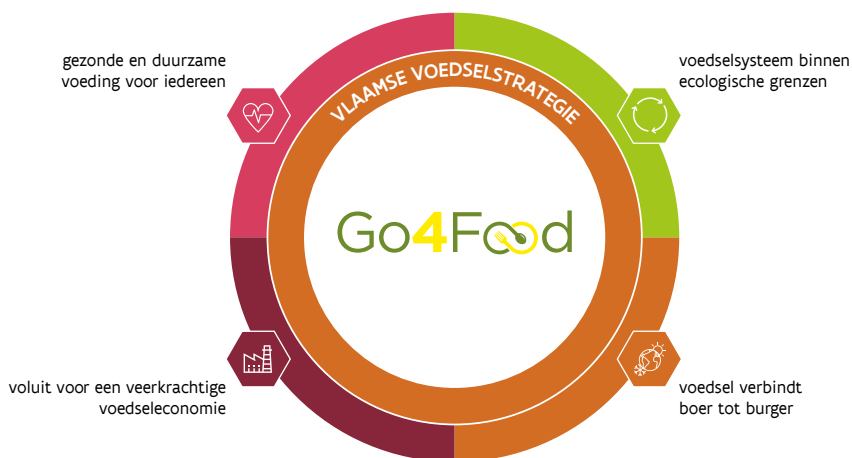 gezonde en duurzame
voeding voor iedereen
voedselsysteem binnen
ecologische grenzen
VLAAMSE VOEDSELSTRATEGIE
Go4Food
voluit voor een veerkrachtige
voedseleconomie
voedsel verbindt
boer tot burger